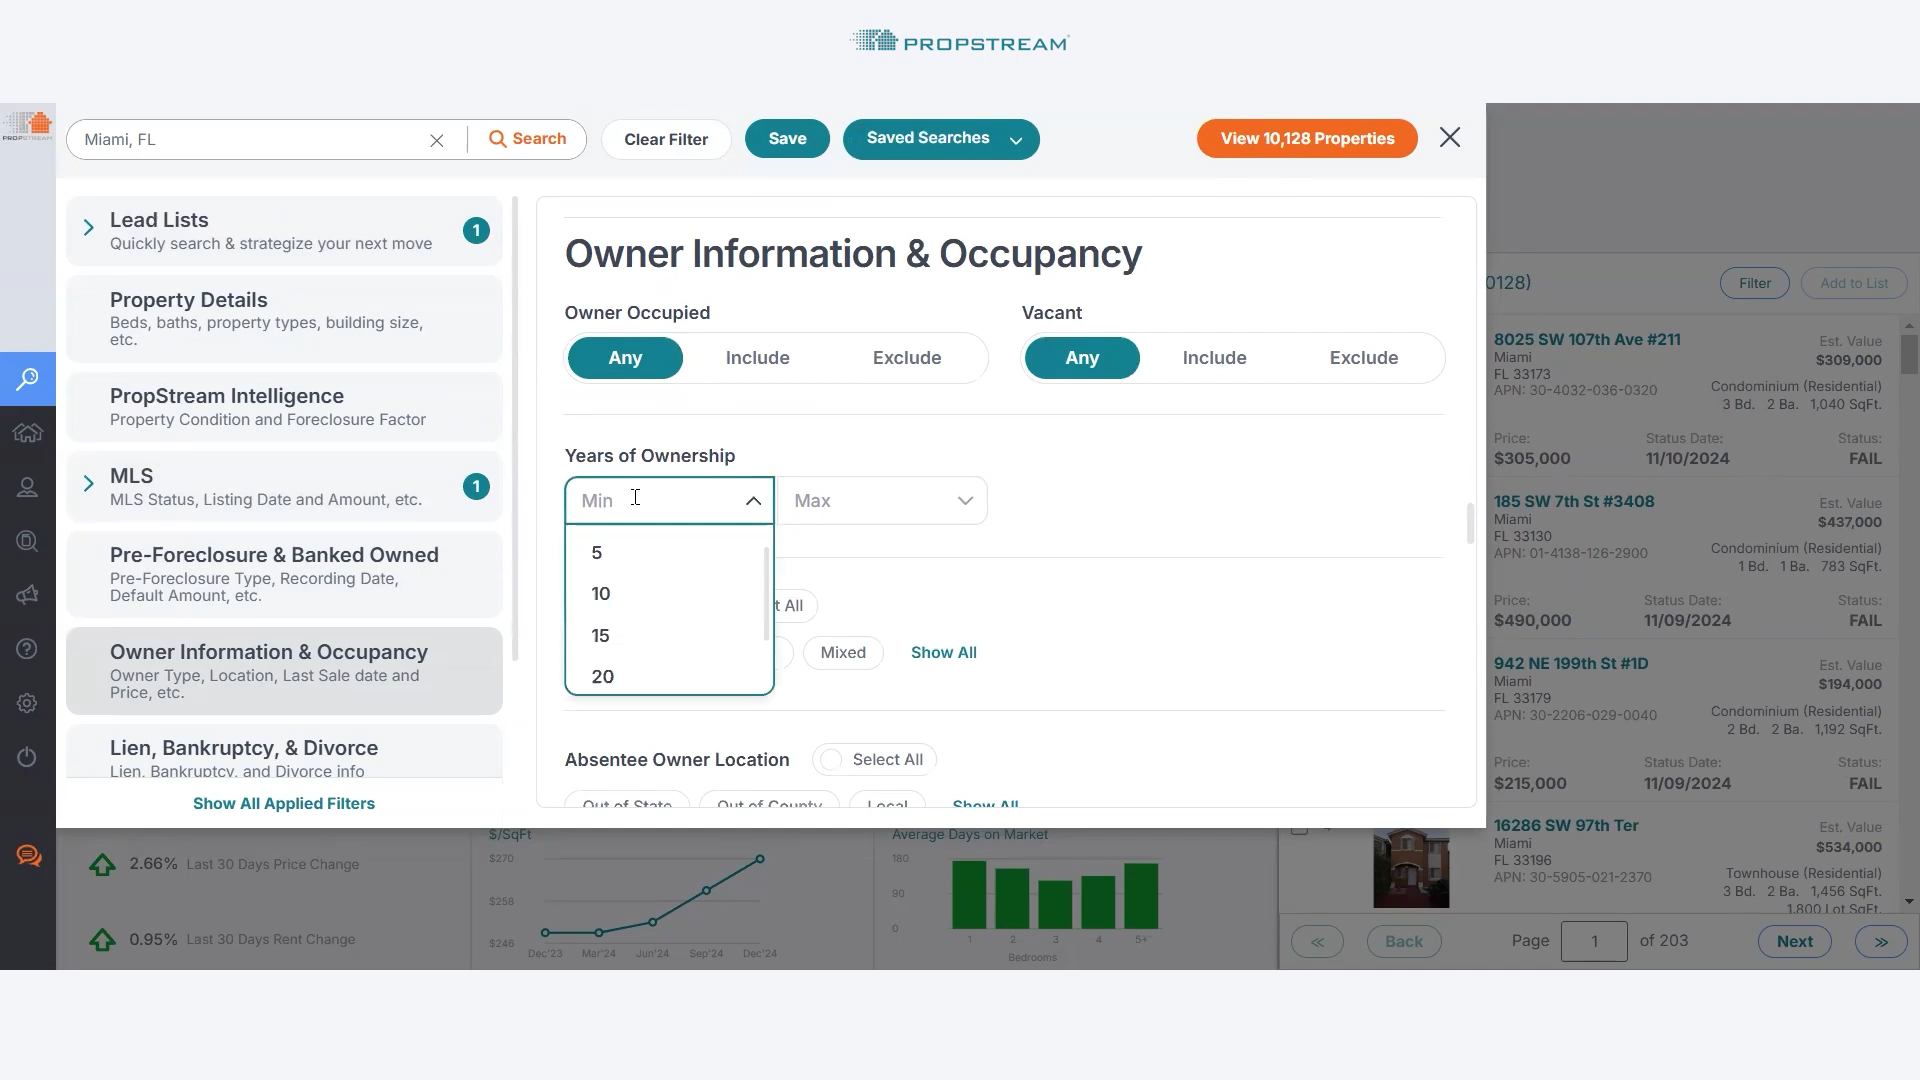 PROPSTREAM
PROPSTREAM
Miami, FL
Search
Clear Filter
Save
Saved Searches
View 10,128 Properties
Lead Lists
Quickly search & strategize your next move
1
Property Details
Beds, baths, property types, building size,
etc.
PropStream Intelligence
Property Condition and Foreclosure Factor
MLS
MLS Status, Listing Date and Amount, etc.
1
Pre-Foreclosure & Banked Owned
Pre-Foreclosure Type, Recording Date,
Default Amount, etc.
Owner Information & Occupancy
Owner Type, Location, Last Sale date and
Price, etc.
Lien, Bankruptcy, & Divorce
Lien, Bankruptcy, and Divorce info
Show All Applied Filters
Owner Information & Occupancy
Owner Occupied
Any Include Exclude
Vacant
Any Include Exclude
Years of Ownership
Min
Max
5
10
15
20
t All
Mixed
Show All
Absentee Owner Location
Select All
Out of State
Out of County
Local
Show All
0128)
Filter
Add to List
8025 SW 107th Ave #211
Miami
FL 33173
APN: 30-4032-036-0320
Est. Value
$309,000
Condominium (Residential)
3 Bd. 2 Ba. 1,040 SqFt.
Price: Status Date: Status:
$305,000 11/10/2024 FAIL
185 SW 7th St #3408
Miami
FL 33130
APN: 01-4138-126-2900
Est. Value
$437,000
Condominium (Residential)
1 Bd. 1 Ba. 783 SqFt.
Price: Status Date: Status:
$490,000 11/09/2024 FAIL
942 NE 199th St #1D
Miami
FL 33179
APN: 30-2206-029-0040
Est. Value
$194,000
Condominium (Residential)
2 Bd. 2 Ba. 1,192 SqFt.
Price: Status Date: Status:
$215,000 11/09/2024 FAIL
16286 SW 97th Ter
Miami
FL 33196
APN: 30-5905-021-2370
Est. Value
$534,000
Townhouse (Residential)
3 Bd. 2 Ba. 1,456 SqFt.
1,800 Lot SqFt.
2.66% Last 30 Days Price Change
0.95% Last 30 Days Rent Change
$/SqFt
$270
$258
$246
Dec'23 Mar'24 Jun'24 Sep'24 Dec'24
Average Days on Market
180
90
0
1 2 3 4 5+
Bedrooms
<< Back Page 1 of 203 Next >>